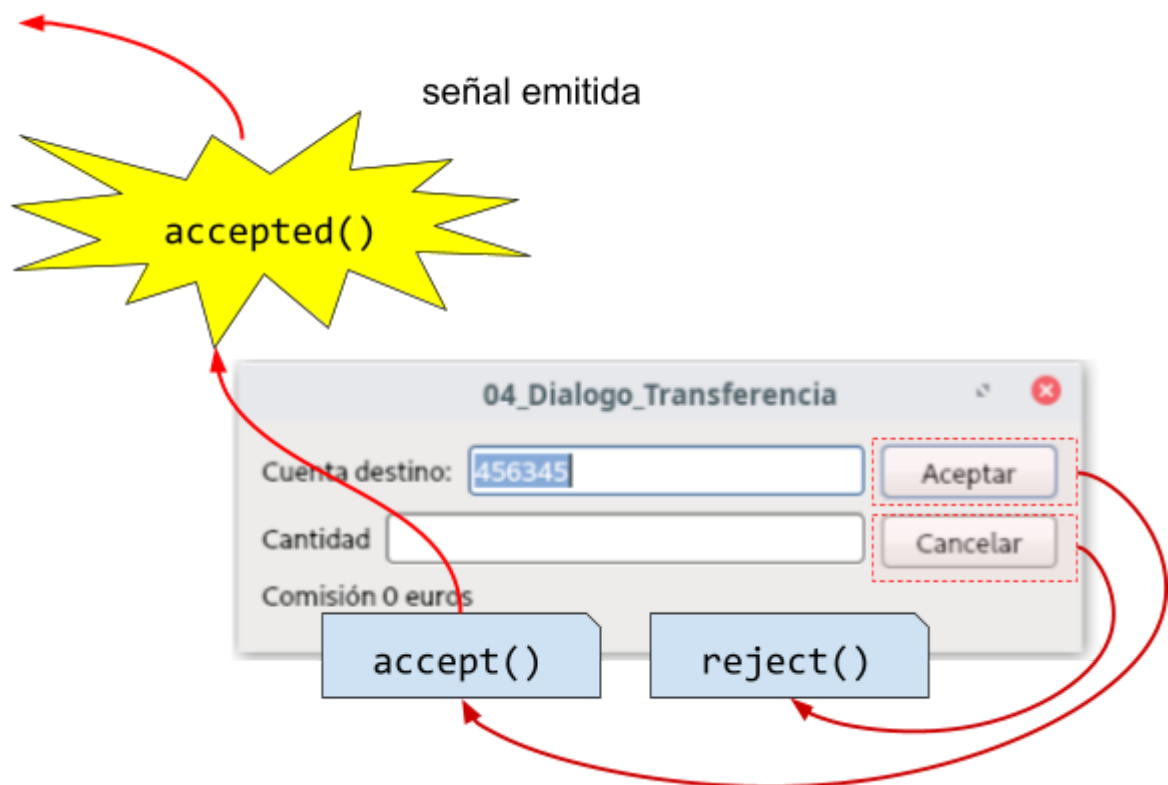 señal emitida
accepted()
04_Dialogo_Transferencia
Cuenta destino: 456345 Aceptar
Cantidad Cancelar
Comisión 0 euros
accept() reject()